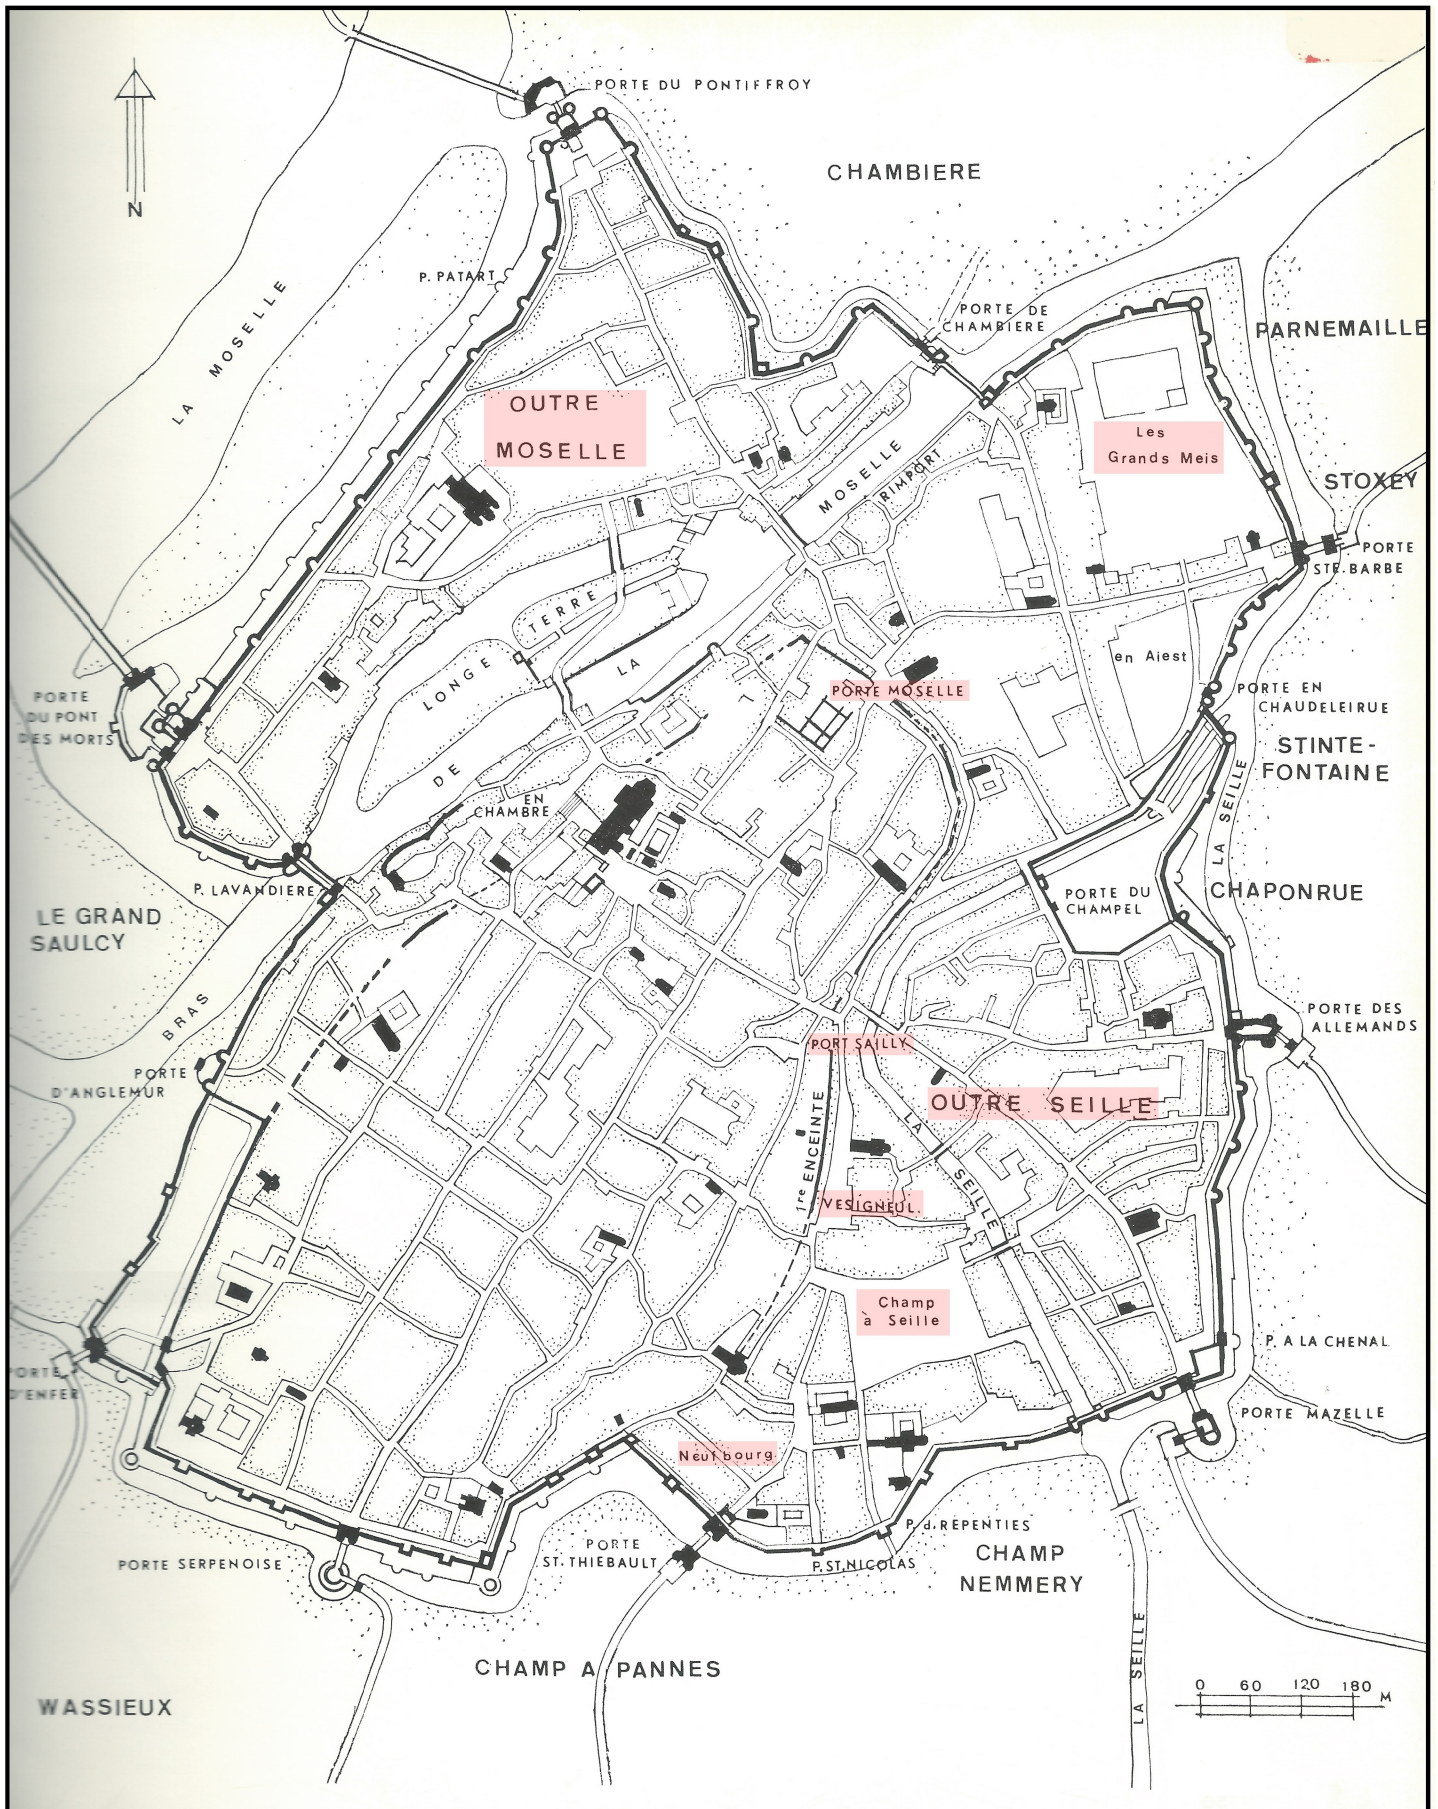 PORTE DU PONTIFFROY
CHAMBIERE
N
P. PATART
LA MOSELLE
PORTE DE
CHAMBIERE
PARNEMAILLE
OUTRE
MOSELLE
Les
Grands Meis
MOSELLE
RIMPORT
STOXEY
PORTE
STE.BARBE
LONGE TERRE
LA
en Aiest
PORTE MOSELLE
PORTE EN
CHAUDELEIRUE
PORTE
DU PONT
DES MORTS
STINTE-
FONTAINE
DE
EN
CHAMBRE
LA SEILLE
P. LAVANDIERE
PORTE DU
CHAMPEL
CHAPONRUE
LE GRAND
SAULCY
BRAS
PORTE DES
ALLEMANDS
PORT SAILLY
PORTE
D'ANGLEMUR
OUTRE SEILLE
1re ENCEINTE
LA SEILLE
VESIGNEUL.
Champ
à Seille
P. A LA CHENAL
PORTE
D'ENFER
PORTE MAZELLE
Neufbourg
P. d. REPENTIES
PORTE SERPENOISE
PORTE
ST. THIEBAULT
P. ST. NICOLAS
CHAMP
NEMMERY
CHAMP A PANNES
LA SEILLE
WASSIEUX
0 60 120 180 M